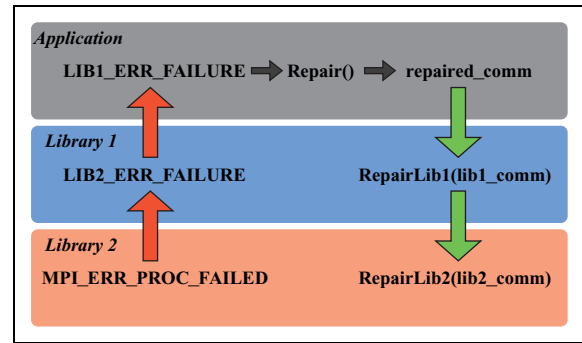 Application
LIB1_ERR_FAILURE Repair() repaired_comm
Library 1
LIB2_ERR_FAILURE RepairLib1(lib1_comm)
Library 2
MPI_ERR_PROC_FAILED RepairLib2(lib2_comm)